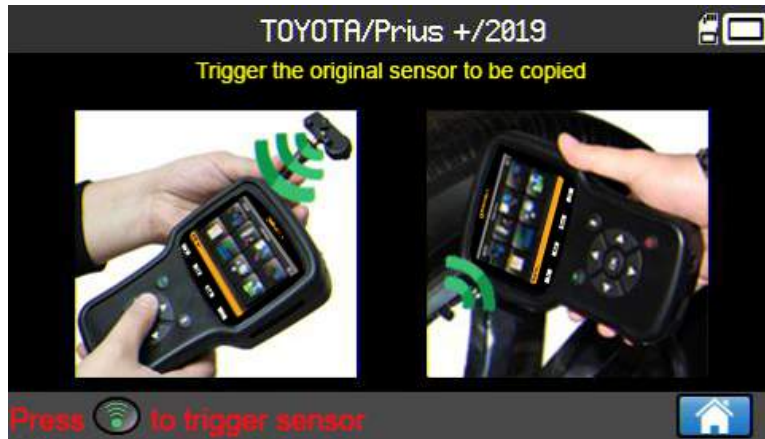 TOYOTA/Prius +/2019
Trigger the original sensor to be copied
Press to trigger sensor